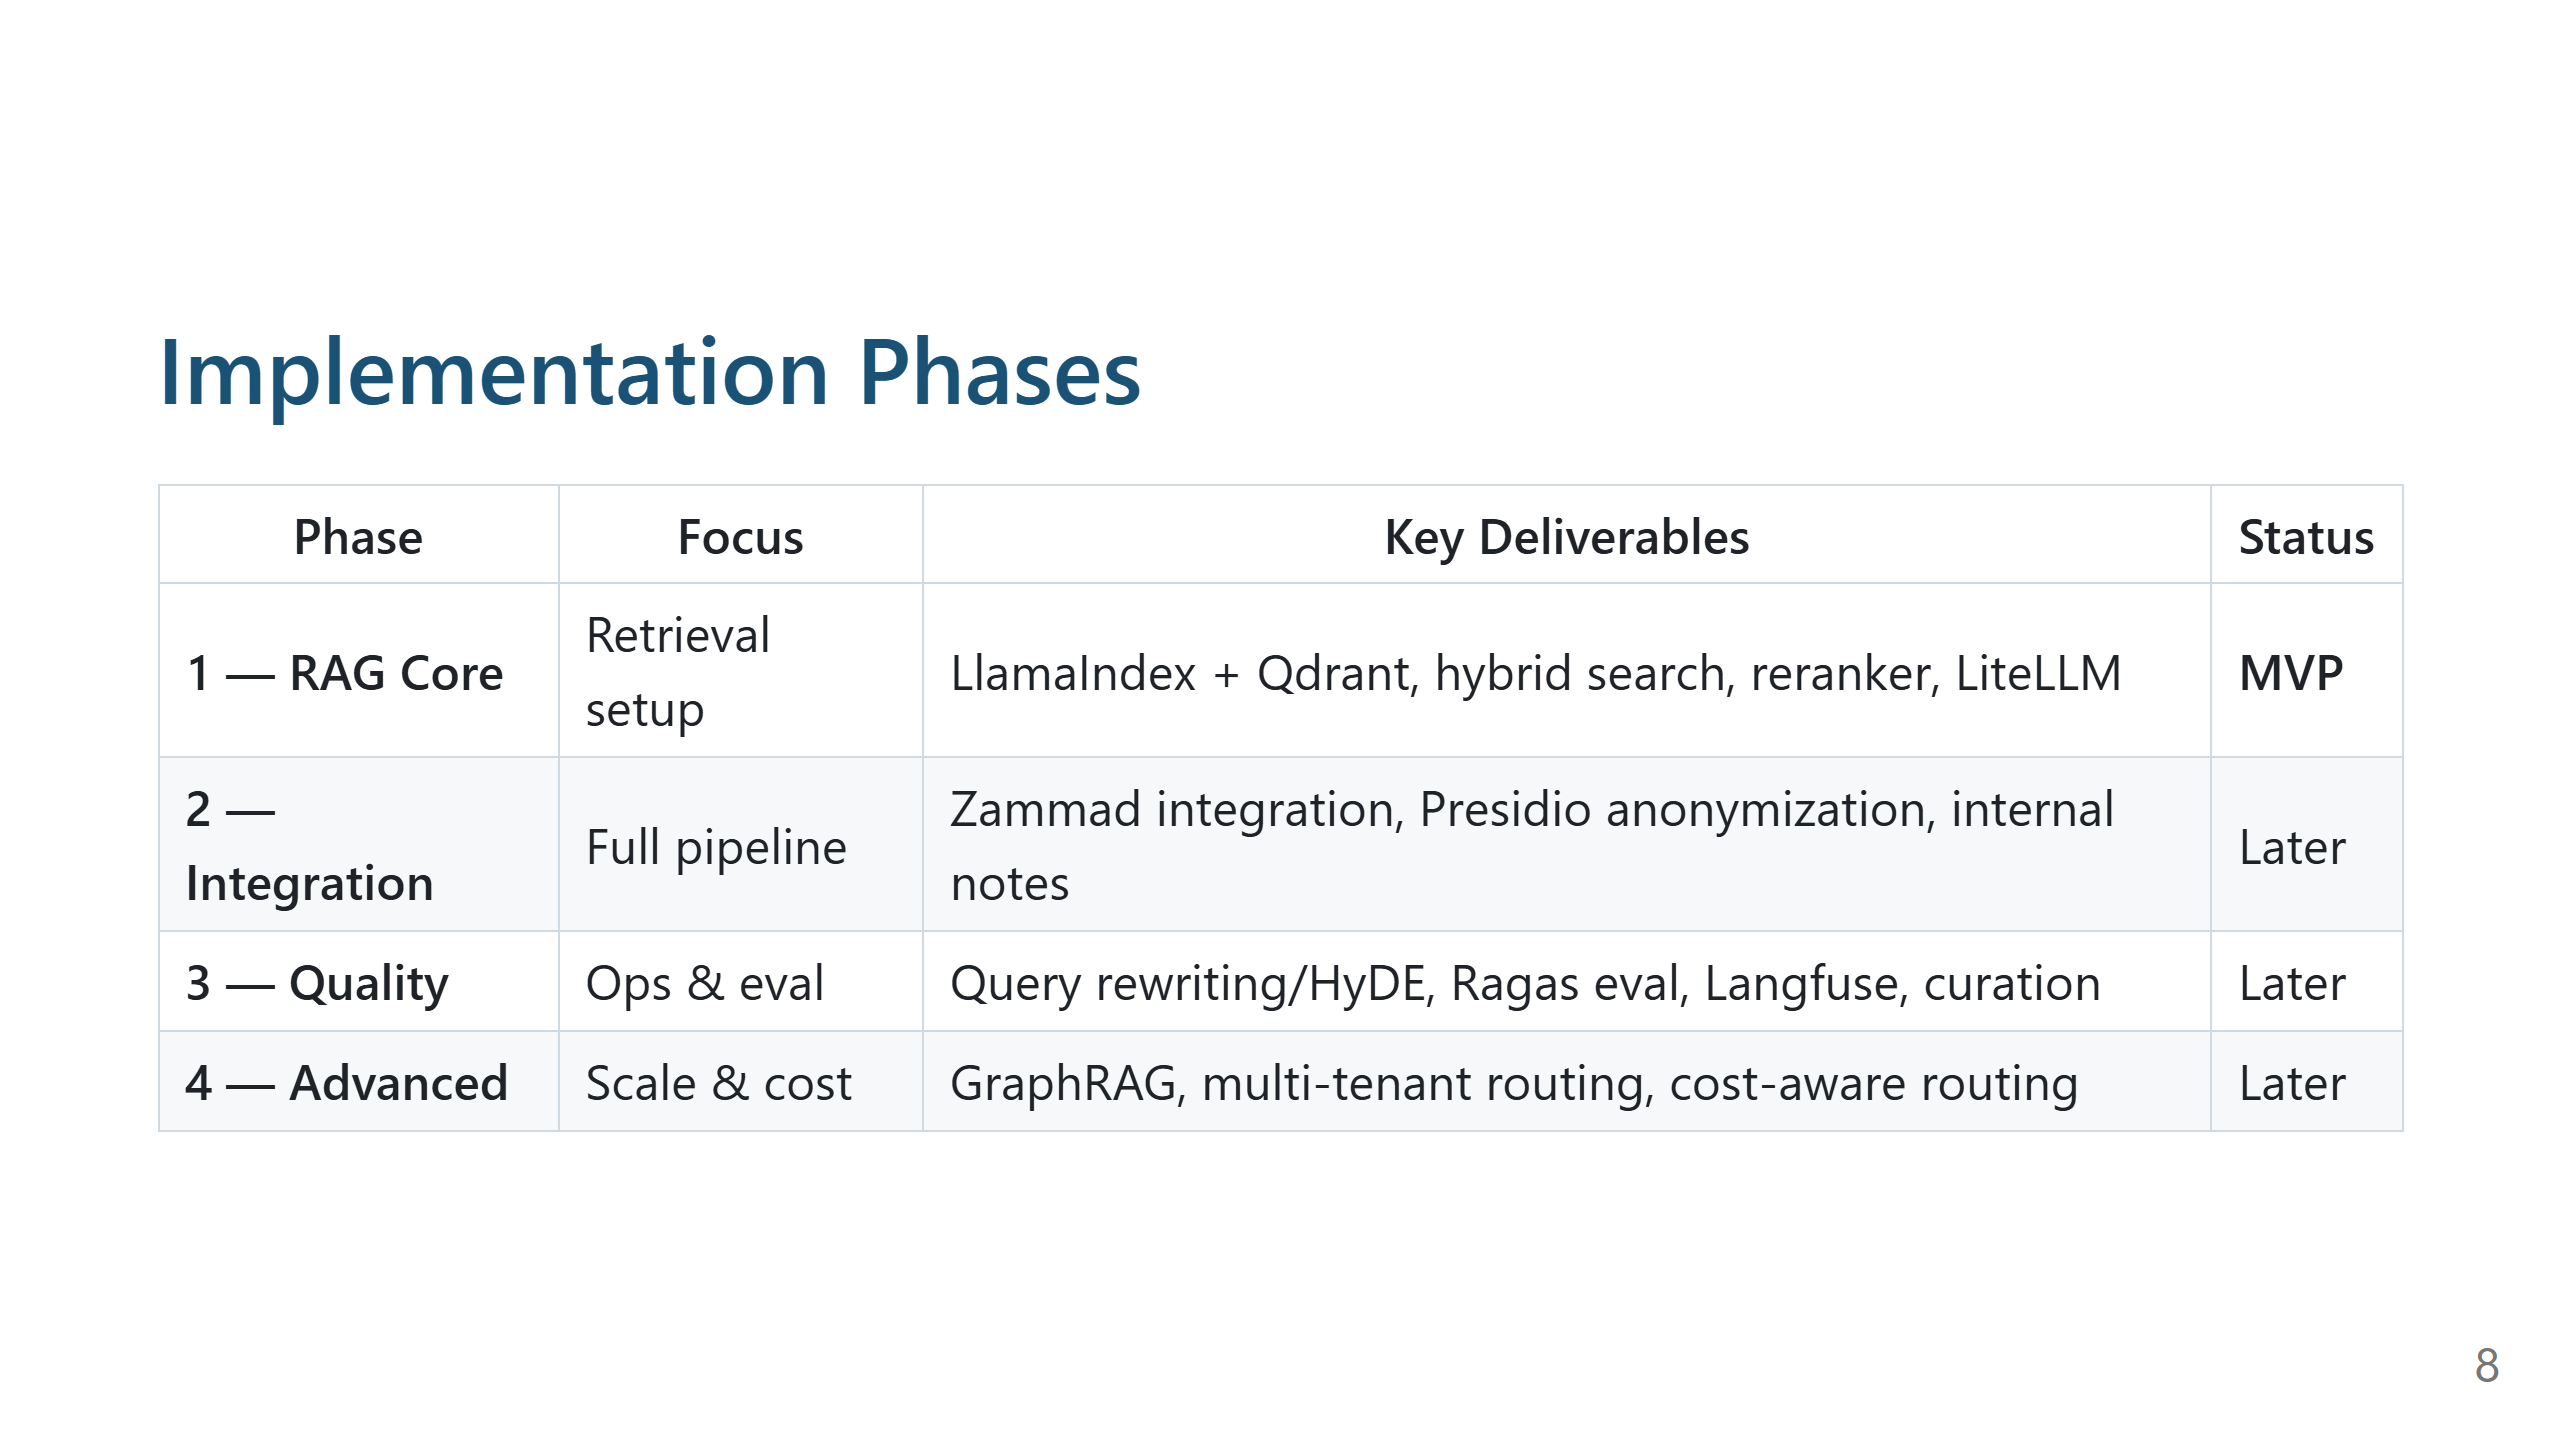 Implementation Phases
Phase Focus Key Deliverables Status
1 — RAG Core Retrieval setup LlamaIndex + Qdrant, hybrid search, reranker, LiteLLM MVP
2 — Integration Full pipeline Zammad integration, Presidio anonymization, internal notes Later
3 — Quality Ops & eval Query rewriting/HyDE, Ragas eval, Langfuse, curation Later
4 — Advanced Scale & cost GraphRAG, multi-tenant routing, cost-aware routing Later
8